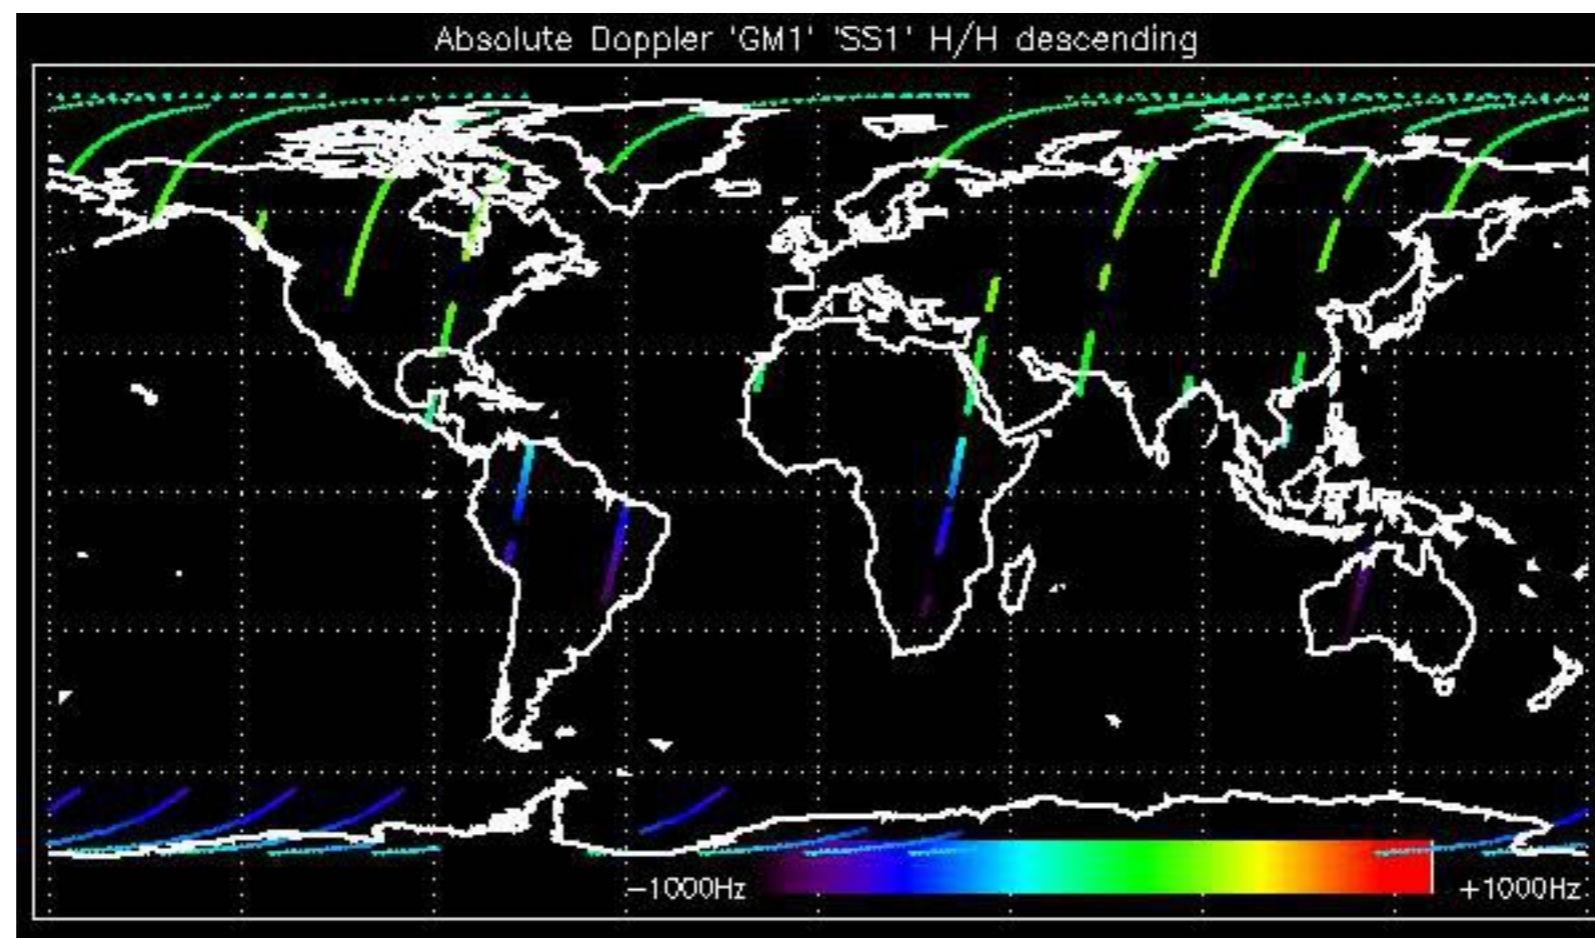 Absolute Doppler 'GM1' 'SS1' H/H descending
-1000Hz
+1000Hz